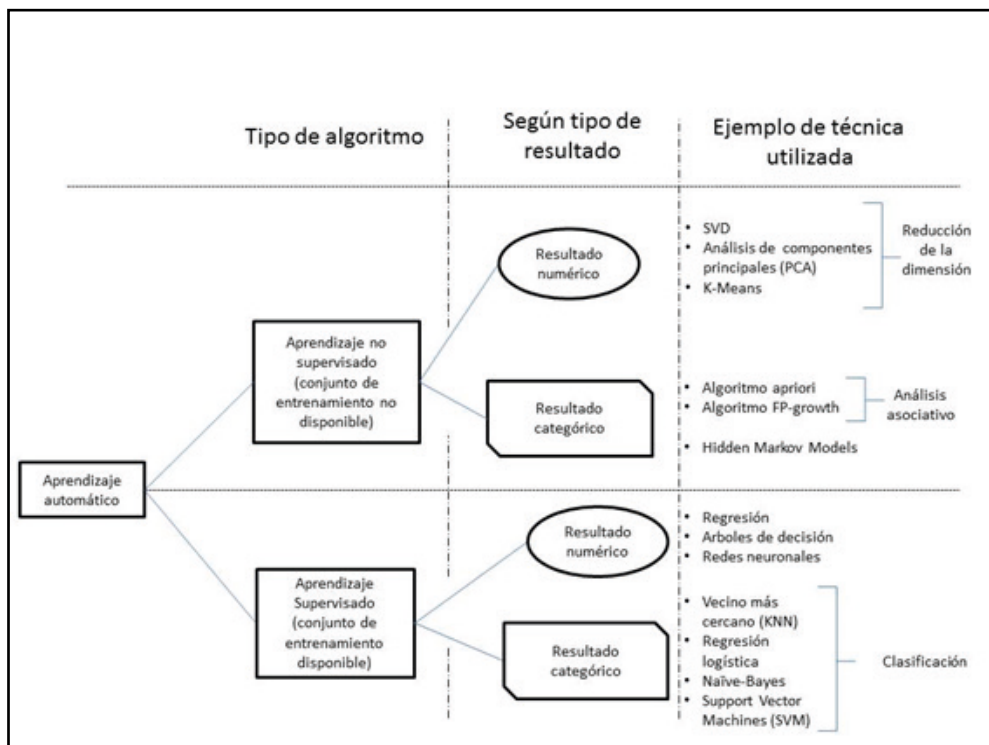 Tipo de algoritmo
Según tipo de
resultado
Ejemplo de técnica
utilizada
Aprendizaje
automático
Aprendizaje no
supervisado
(conjunto de
entrenamiento no
disponible)
Resultado
numérico
• SVD
• Análisis de componentes
principales (PCA)
• K-Means
Reducción
de la
dimensión
Resultado
categórico
• Algoritmo apriori
• Algoritmo FP-growth
Análisis
asociativo
• Hidden Markov Models
Aprendizaje
Supervisado
(conjunto de
entrenamiento
disponible)
Resultado
numérico
• Regresión
• Arboles de decisión
• Redes neuronales
Resultado
categórico
• Vecino más
cercano (KNN)
• Regresión
logística
• Naïve-Bayes
• Support Vector
Machines (SVM)
Clasificación